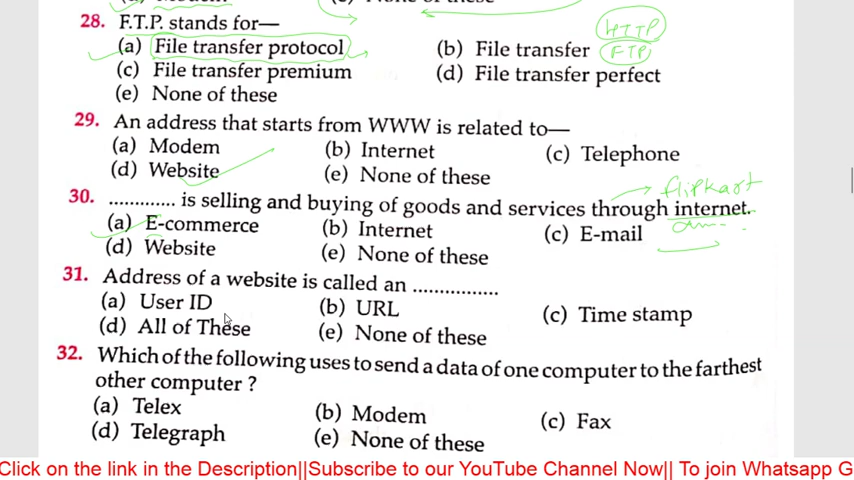 28. F.T.P. stands for—
HTTP
(a) File transfer protocol (b) File transfer FTP
(c) File transfer premium (d) File transfer perfect
(e) None of these
29. An address that starts from WWW is related to—
(a) Modem (b) Internet (c) Telephone
(d) Website (e) None of these
flipkart
30. ............. is selling and buying of goods and services through internet.
(a) E-commerce (b) Internet (c) E-mail
(d) Website (e) None of these
31. Address of a website is called an ................
(a) User ID (b) URL (c) Time stamp
(d) All of These (e) None of these
32. Which of the following uses to send a data of one computer to the farthest
other computer ?
(a) Telex (b) Modem (c) Fax
(d) Telegraph (e) None of these
Click on the link in the Description||Subscribe to our YouTube Channel Now|| To join Whatsapp G